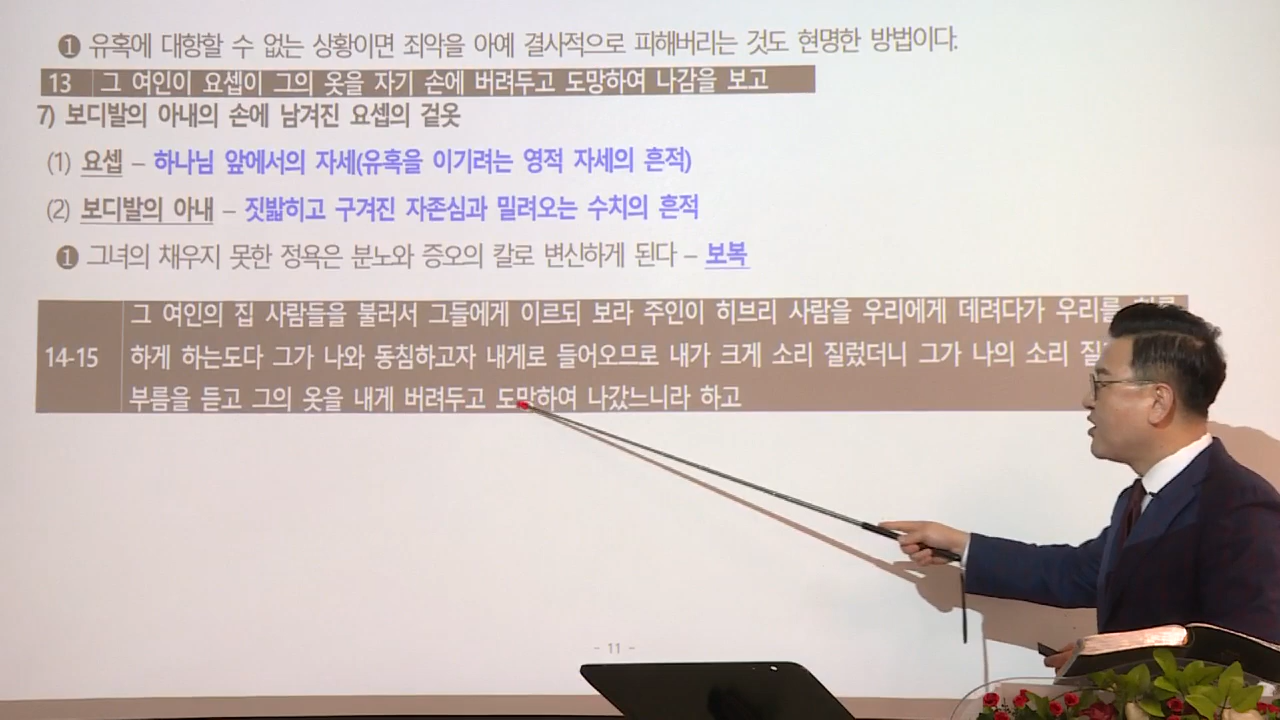 ❶ 유혹에 대항할 수 없는 상황이면 죄악을 아예 결사적으로 피해버리는 것도 현명한 방법이다.
13 그 여인이 요셉이 그의 옷을 자기 손에 버려두고 도망하여 나감을 보고
7) 보디발의 아내의 손에 남겨진 요셉의 겉옷
(1) 요셉 – 하나님 앞에서의 자세(유혹을 이기려는 영적 자세의 흔적)
(2) 보디발의 아내 – 짓밟히고 구겨진 자존심과 밀려오는 수치의 흔적
❶ 그녀의 채우지 못한 정욕은 분노와 증오의 칼로 변신하게 된다 – 보복
그 여인의 집 사람들을 불러서 그들에게 이르되 보라 주인이 히브리 사람을 우리에게 데려다가 우리를
14-15 하게 하는도다 그가 나와 동침하고자 내게로 들어오므로 내가 크게 소리 질렀더니 그가 나의 소리
부름을 듣고 그의 옷을 내게 버려두고 도망하여 나갔느니라 하고
- 11 -